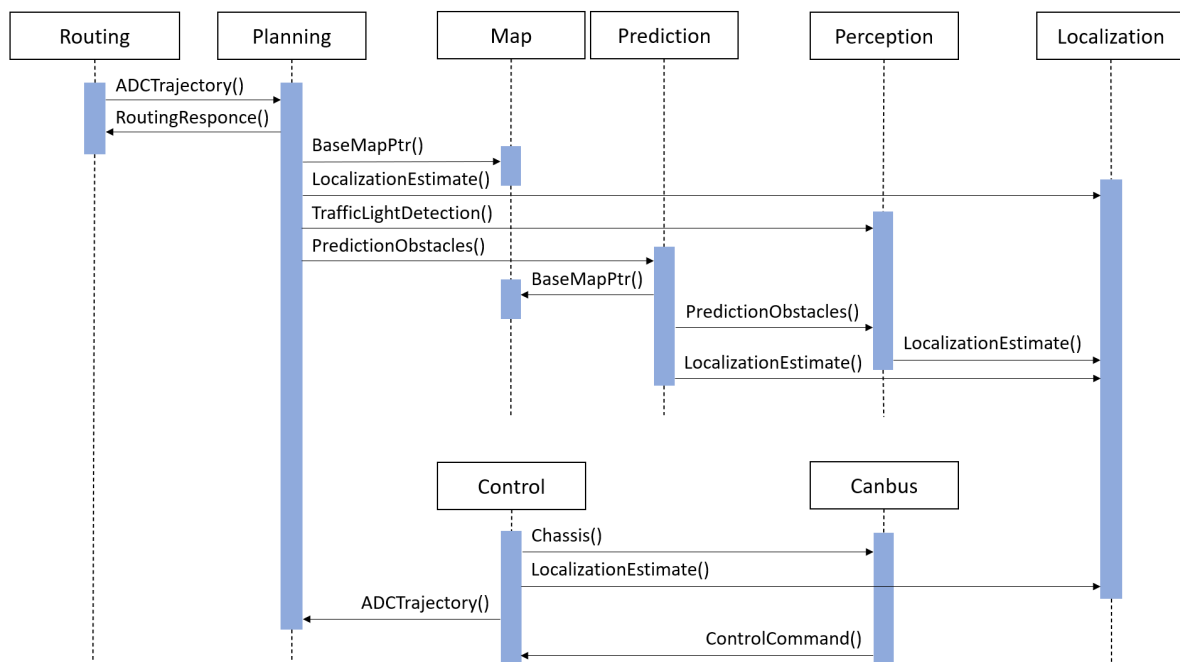 Routing
Planning
Map
Prediction
Perception
Localization
ADCTrajectory()
RoutingResponce()
BaseMapPtr()
LocalizationEstimate()
TrafficLightDetection()
PredictionObstacles()
BaseMapPtr()
PredictionObstacles()
LocalizationEstimate()
LocalizationEstimate()
Control
Canbus
Chassis()
LocalizationEstimate()
ADCTrajectory()
ControlCommand()